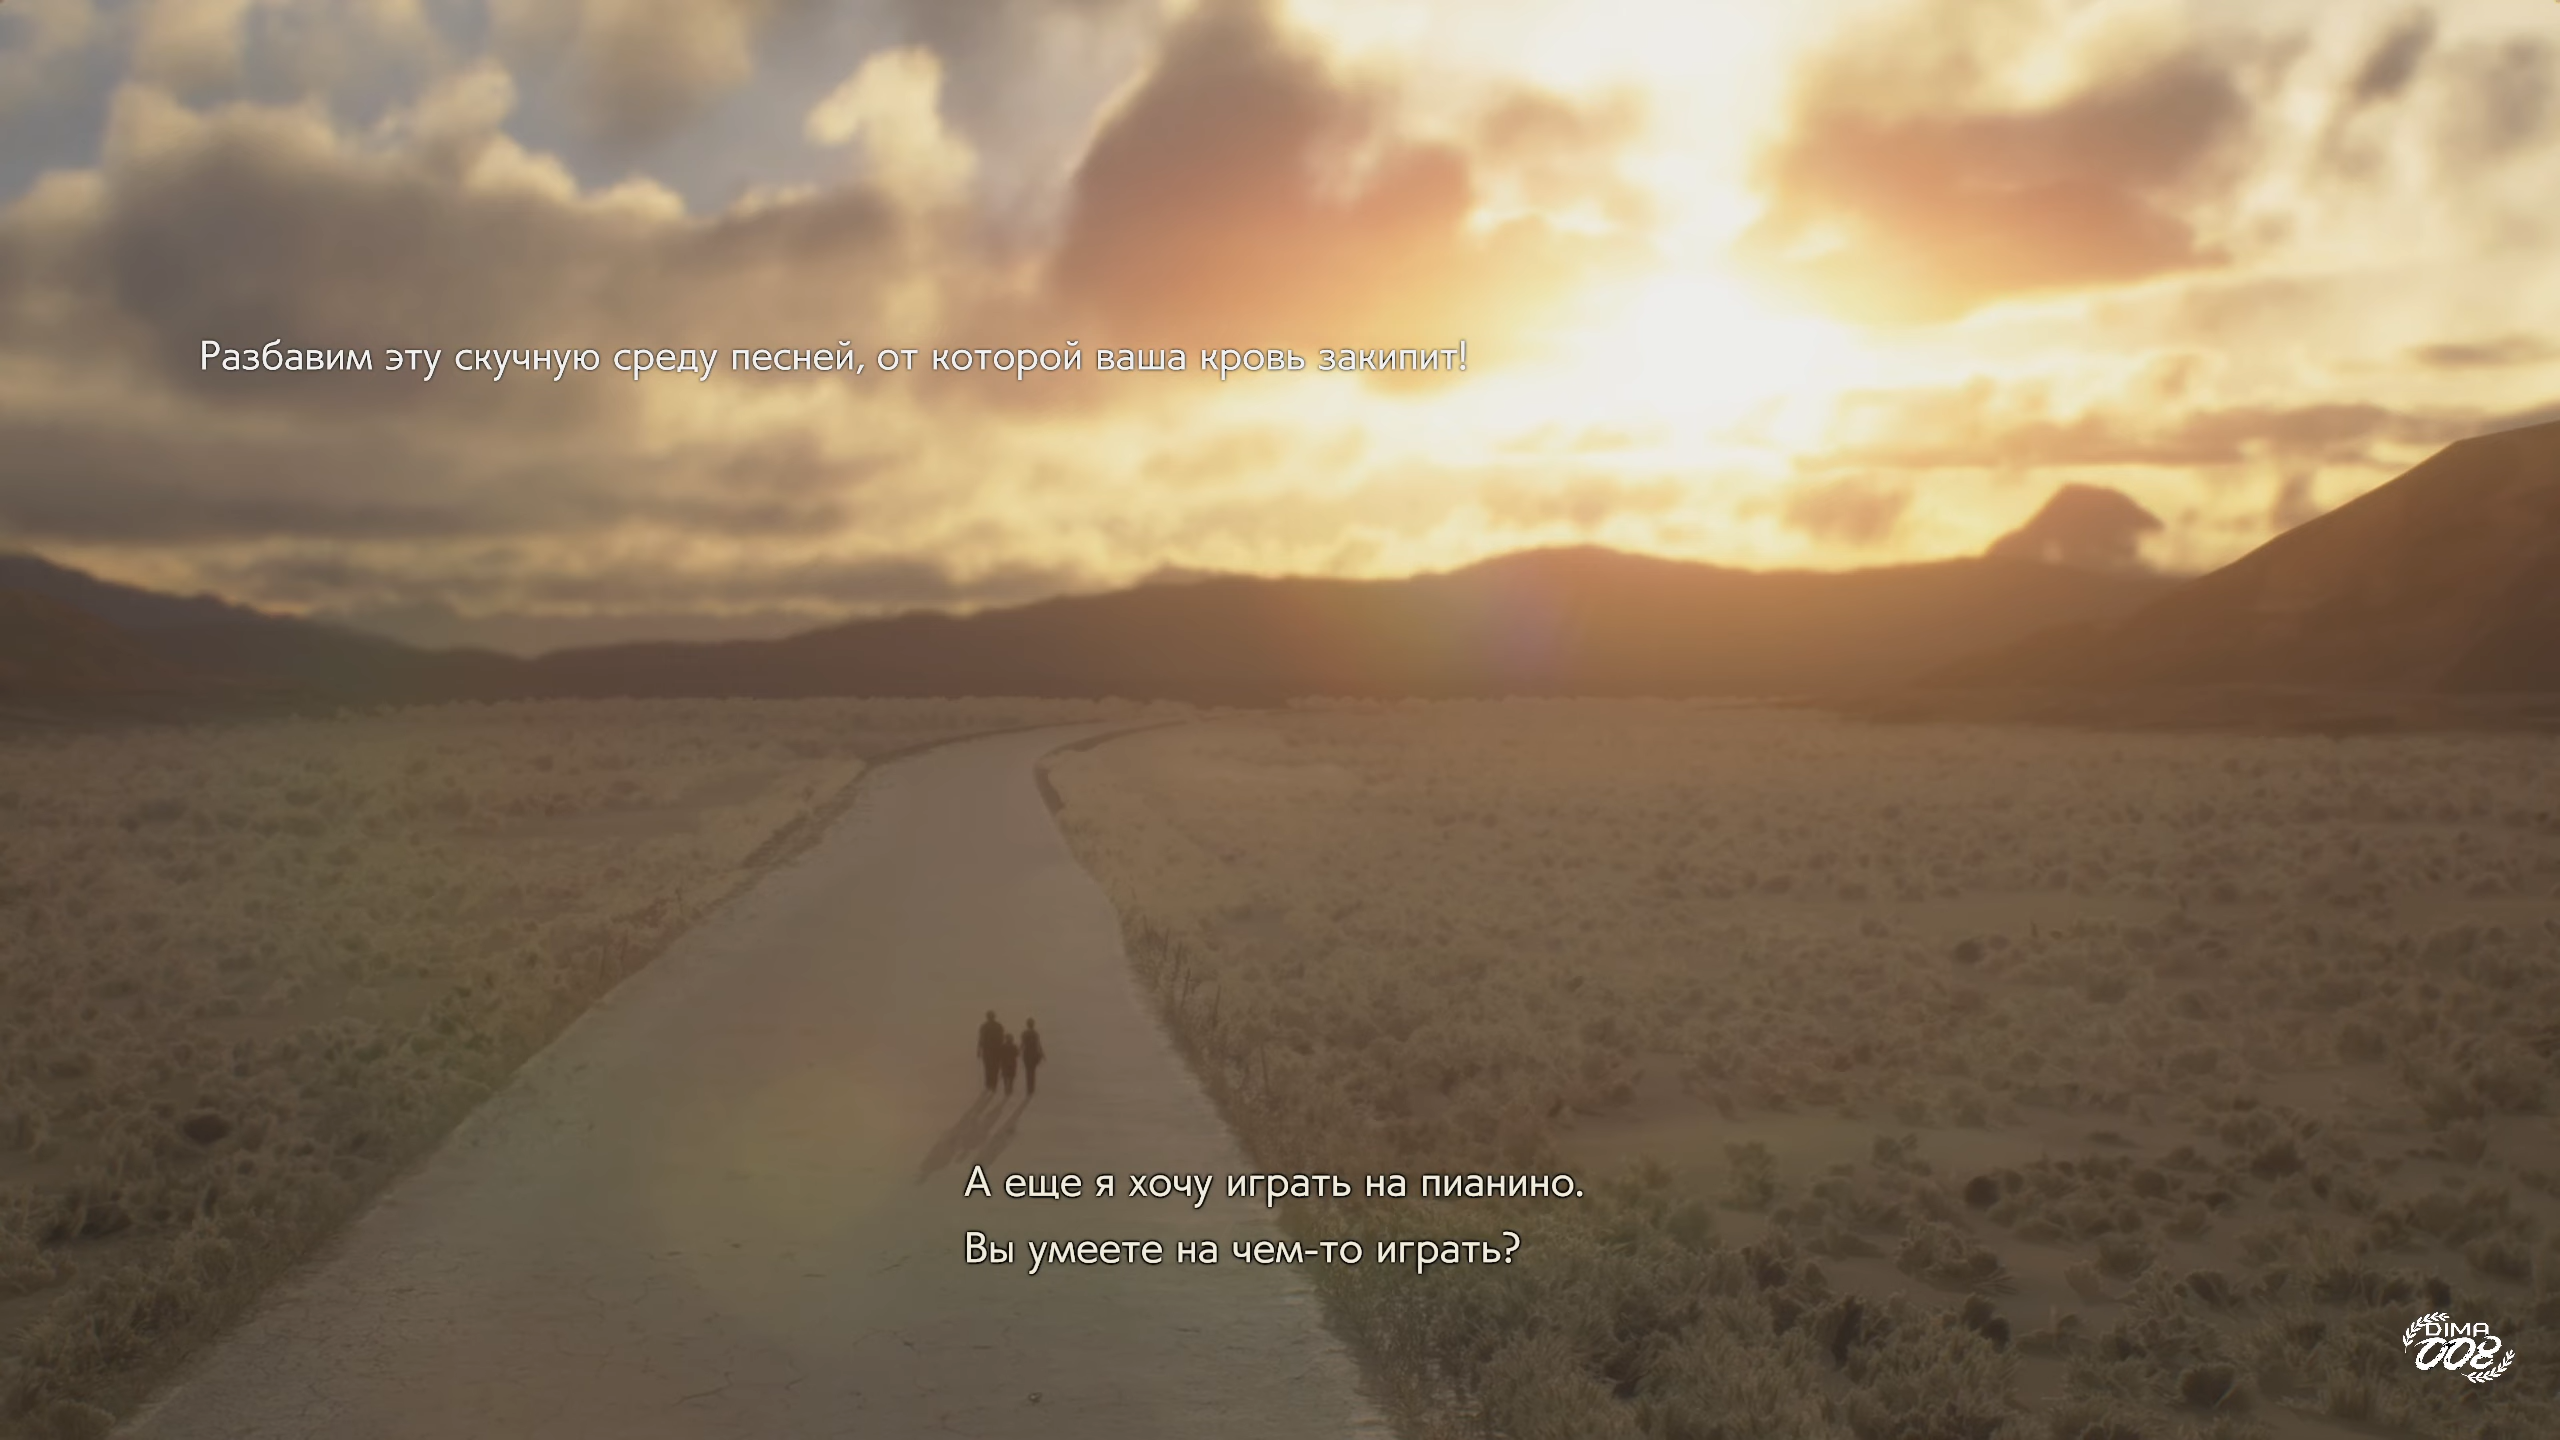 Разбавим эту скучную среду песней, от которой ваша кровь закипит!
А еще я хочу играть на пианино.
Вы умеете на чем-то играть?
DIMA
008